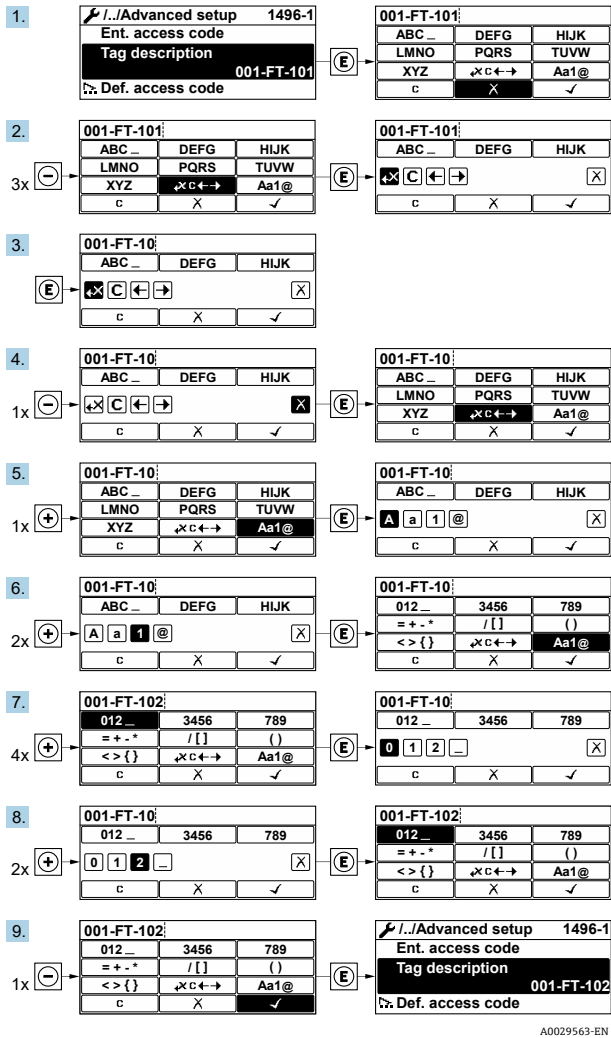 1.
/../Advanced setup 1496-1
Ent. access code
Tag description
001-FT-101
Def. access code
E
001-FT-101
ABC _ DEFG HIJK
LMNO PQRS TUVW
XYZ C ← → Aa1@
C X ✓
2.
3x −
001-FT-101
ABC _ DEFG HIJK
LMNO PQRS TUVW
XYZ C ← → Aa1@
C X ✓
E
001-FT-101
ABC _ DEFG HIJK
C ← → X
C X ✓
3.
E
001-FT-10
ABC _ DEFG HIJK
C ← → X
C X ✓
4.
1x −
001-FT-10
ABC _ DEFG HIJK
C ← → X
C X ✓
E
001-FT-10
ABC _ DEFG HIJK
LMNO PQRS TUVW
XYZ C ← → Aa1@
C X ✓
5.
1x +
001-FT-10
ABC _ DEFG HIJK
LMNO PQRS TUVW
XYZ C ← → Aa1@
C X ✓
E
001-FT-10
ABC _ DEFG HIJK
A a 1 @ X
C X ✓
6.
2x +
001-FT-10
ABC _ DEFG HIJK
A a 1 @ X
C X ✓
E
001-FT-10
012 _ 3456 789
= + - * / [ ] ( )
< > { } C ← → Aa1@
C X ✓
7.
4x +
001-FT-102
012 _ 3456 789
= + - * / [ ] ( )
< > { } C ← → Aa1@
C X ✓
E
001-FT-10
012 _ 3456 789
0 1 2 _ X
C X ✓
8.
2x +
001-FT-10
012 _ 3456 789
0 1 2 _ X
C X ✓
E
001-FT-102
012 _ 3456 789
= + - * / [ ] ( )
< > { } C ← → Aa1@
C X ✓
9.
1x −
001-FT-102
012 _ 3456 789
= + - * / [ ] ( )
< > { } C ← → Aa1@
C X ✓
E
/../Advanced setup 1496-1
Ent. access code
Tag description
001-FT-102
Def. access code
A0029563-EN